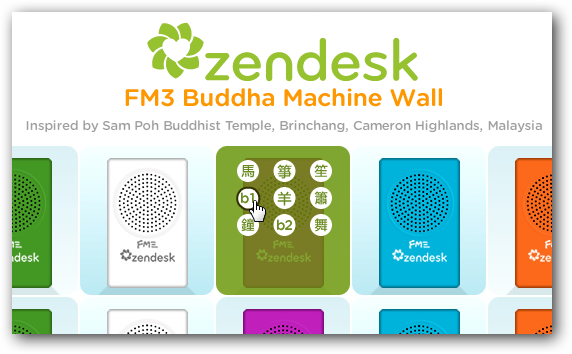 zendesk
FM3 Buddha Machine Wall
Inspired by Sam Poh Buddhist Temple, Brinchang, Cameron Highlands, Malaysia
馬 箏 笙
b1 羊 簫
鐘 b2 舞
FM3 FM3 FM3
zendesk zendesk zendesk zendesk